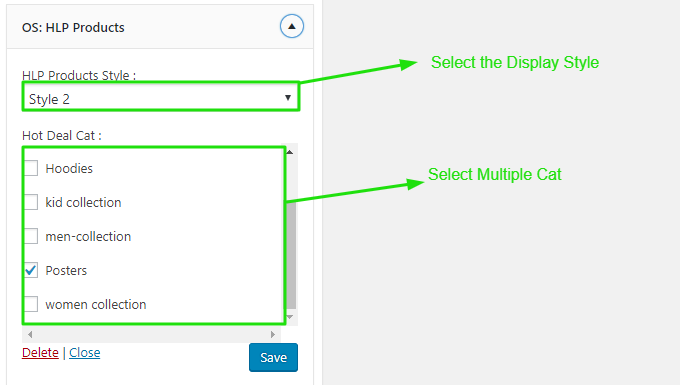 OS: HLP Products
HLP Products Style :
Select the Display Style
Style 2
Hot Deal Cat :
Hoodies
Select Multiple Cat
kid collection
men-collection
Posters
women collection
Delete | Close
Save